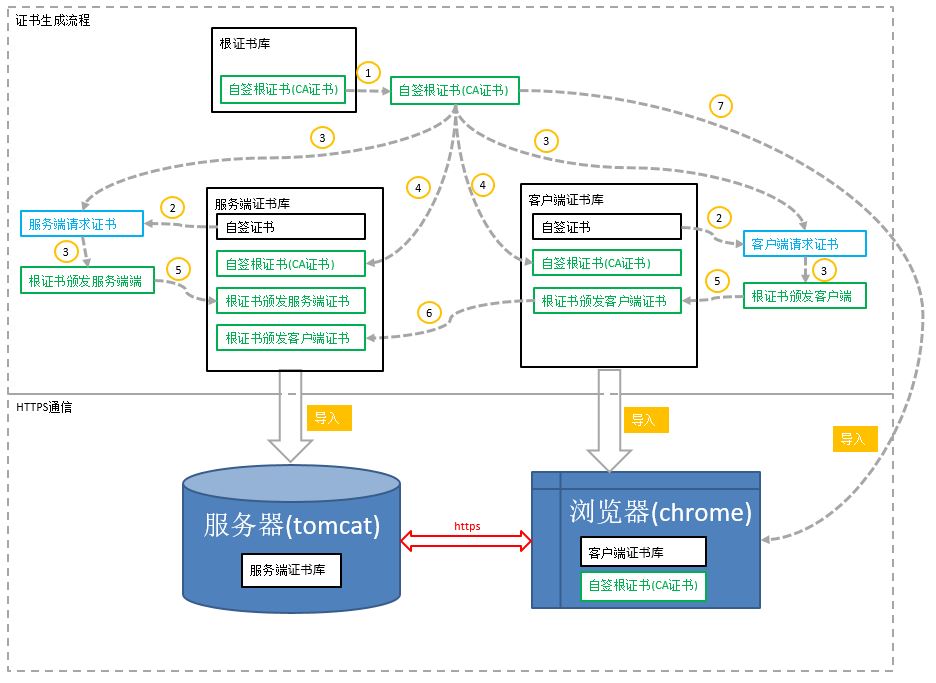 证书生成流程
根证书库
自签根证书(CA证书)
1
自签根证书(CA证书)
7
3
3
4
4
服务端证书库
客户端证书库
2
自签证书
自签证书
2
服务端请求证书
客户端请求证书
3
自签根证书(CA证书)
自签根证书(CA证书)
3
5
5
根证书颁发服务端端
根证书颁发服务端证书
根证书颁发客户端证书
根证书颁发客户端
6
根证书颁发客户端证书
HTTPS通信
导入
导入
导入
服务器(tomcat)
https
浏览器(chrome)
服务端证书库
客户端证书库
自签根证书(CA证书)